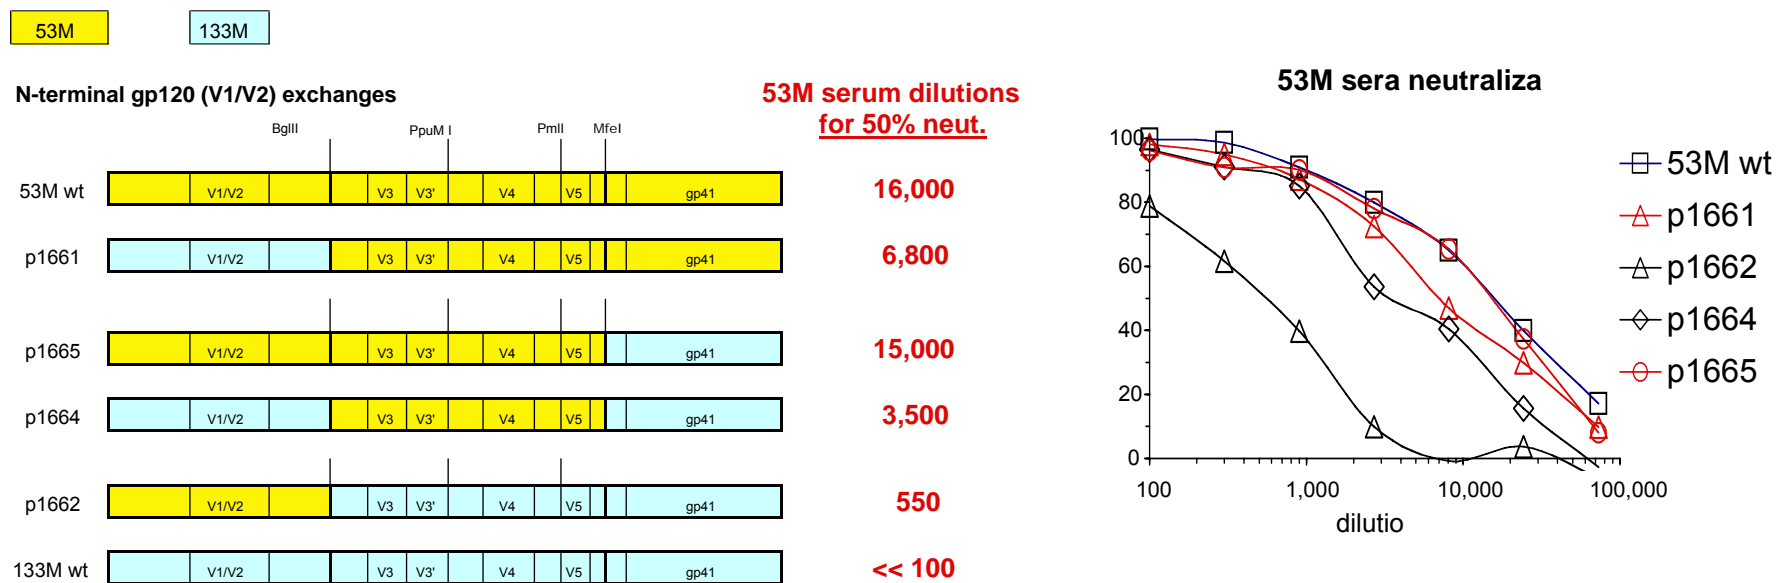 53M 133M
N-terminal gp120 (V1/V2) exchanges
53M serum dilutions
for 50% neut.
BglII PpuM I PmlI MfeI
53M wt V1/V2 V3 V3' V4 V5 gp41 16,000
p1661 V1/V2 V3 V3' V4 V5 gp41 6,800
p1665 V1/V2 V3 V3' V4 V5 gp41 15,000
p1664 V1/V2 V3 V3' V4 V5 gp41 3,500
p1662 V1/V2 V3 V3' V4 V5 gp41 550
133M wt V1/V2 V3 V3' V4 V5 gp41 << 100
53M sera neutraliza
100
80
60
40
20
0
100 1,000 10,000 100,000
dilutio
53M wt
p1661
p1662
p1664
p1665